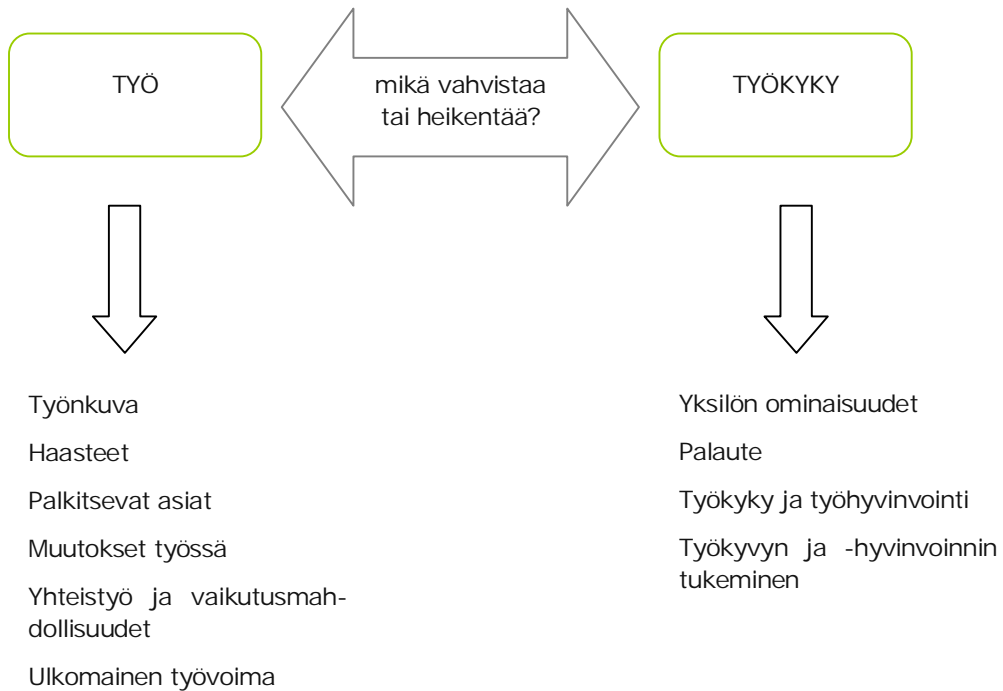 TYÖ
mikä vahvistaa
tai heikentää?
TYÖKYKY
Työnkuva
Haasteet
Palkitsevat asiat
Muutokset työssä
Yhteistyö ja vaikutusmah-
dollisuudet
Ulkomainen työvoima
Yksilön ominaisuudet
Palaute
Työkyky ja työhyvinvointi
Työkyvyn ja -hyvinvoinnin
tukeminen